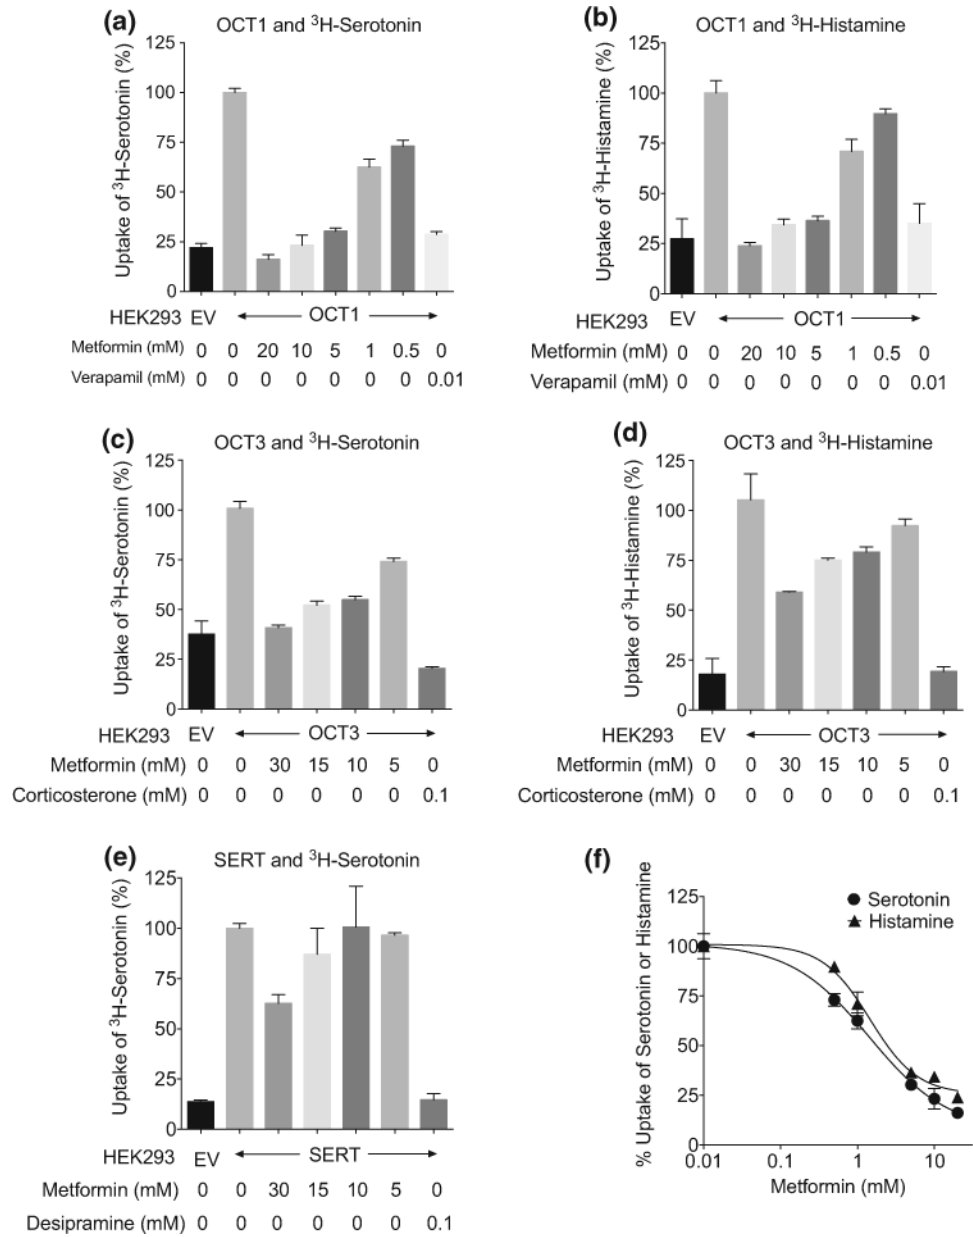 (a)
OCT1 and ³H-Serotonin
Uptake of ³H-Serotonin (%)
125
100
75
50
25
0
HEK293 EV OCT1
Metformin (mM) 0 0 20 10 5 1 0.5 0
Verapamil (mM) 0 0 0 0 0 0 0 0.01
(b)
OCT1 and ³H-Histamine
Uptake of ³H-Histamine (%)
125
100
75
50
25
0
HEK293 EV OCT1
Metformin (mM) 0 0 20 10 5 1 0.5 0
Verapamil (mM) 0 0 0 0 0 0 0 0.01
(c)
OCT3 and ³H-Serotonin
Uptake of ³H-Serotonin (%)
125
100
75
50
25
0
HEK293 EV OCT3
Metformin (mM) 0 0 30 15 10 5 0
Corticosterone (mM) 0 0 0 0 0 0 0.1
(d)
OCT3 and ³H-Histamine
Uptake of ³H-Histamine (%)
125
100
75
50
25
0
HEK293 EV OCT3
Metformin (mM) 0 0 30 15 10 5 0
Corticosterone (mM) 0 0 0 0 0 0 0.1
(e)
SERT and ³H-Serotonin
Uptake of ³H-Serotonin (%)
125
100
75
50
25
0
HEK293 EV SERT
Metformin (mM) 0 0 30 15 10 5 0
Desipramine (mM) 0 0 0 0 0 0 0.1
(f)
% Uptake of Serotonin or Histamine
125
100
75
50
25
0
Serotonin
Histamine
0.01 0.1 1 10
Metformin (mM)